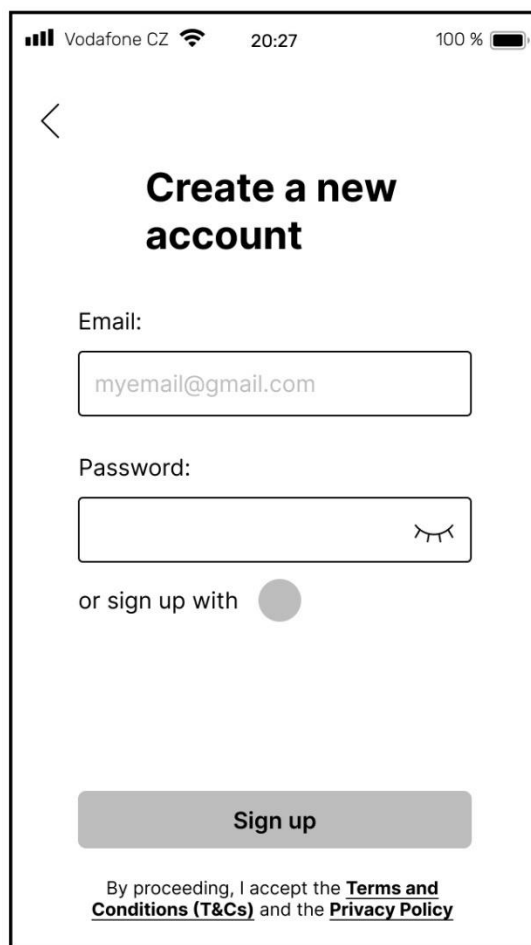 Vodafone CZ 20:27 100 %
Create a new
account
Email:
myemail@gmail.com
Password:
or sign up with
Sign up
By proceeding, I accept the Terms and
Conditions (T&Cs) and the Privacy Policy